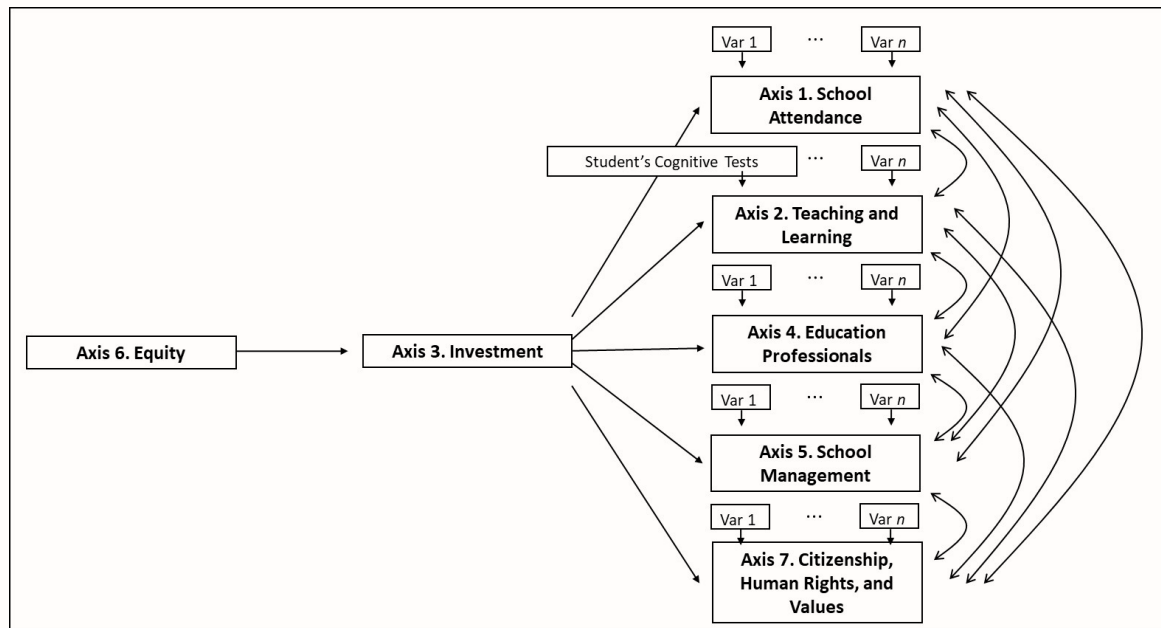 Var 1 ... Var n
Axis 1. School
Attendance
Student's Cognitive Tests ... Var n
Axis 2. Teaching and
Learning
Var 1 ... Var n
Axis 6. Equity
Axis 3. Investment
Axis 4. Education
Professionals
Var 1 ... Var n
Axis 5. School
Management
Var 1 ... Var n
Axis 7. Citizenship,
Human Rights, and
Values